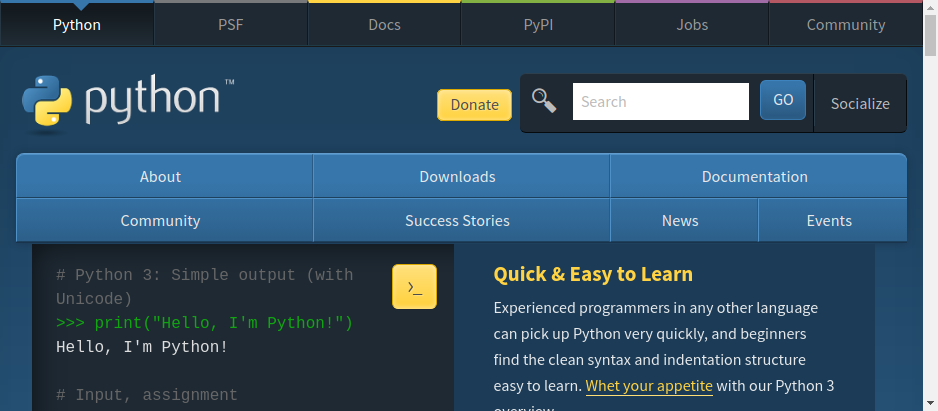 Python PSF Docs PyPI Jobs Community
python™
Donate Search GO Socialize
About Downloads Documentation
Community Success Stories News Events
# Python 3: Simple output (with
Unicode)
>>> print("Hello, I'm Python!")
Hello, I'm Python!
# Input, assignment
>_
Quick & Easy to Learn
Experienced programmers in any other language
can pick up Python very quickly, and beginners
find the clean syntax and indentation structure
easy to learn. Whet your appetite with our Python 3
overview.